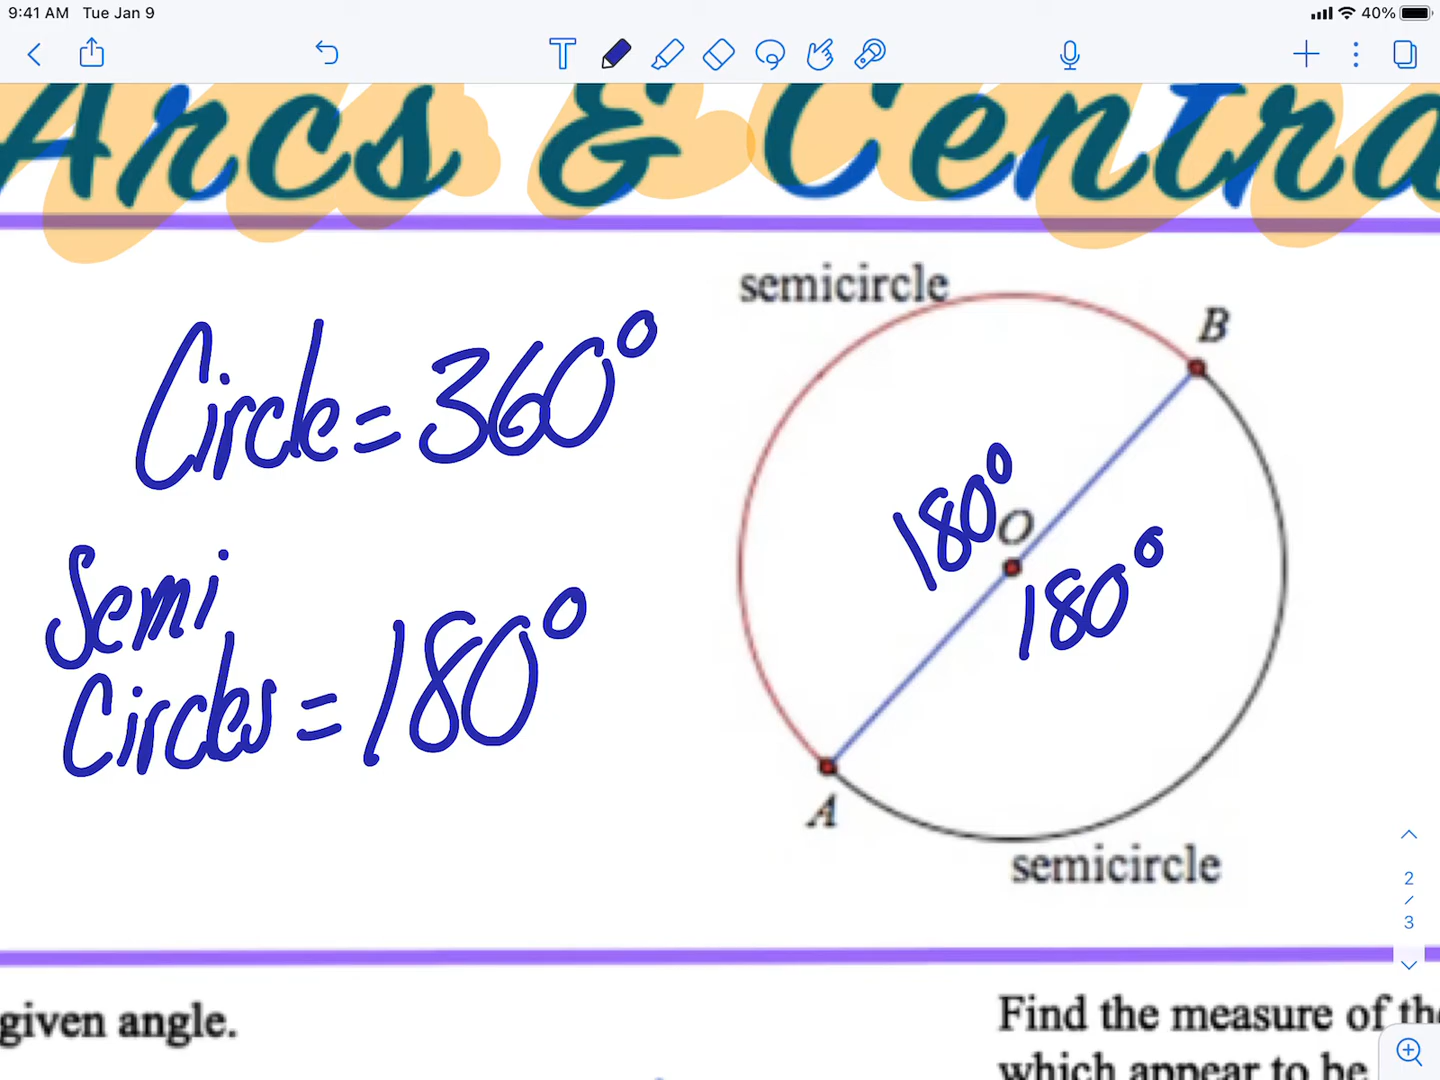 9:41 AM Tue Jan 9
40%
Arcs & Centra
semicircle
B
Circle = 360°
180°
O
180°
Semi
Circles = 180°
A
semicircle
2
/
3
given angle.
Find the measure of the
which appear to be